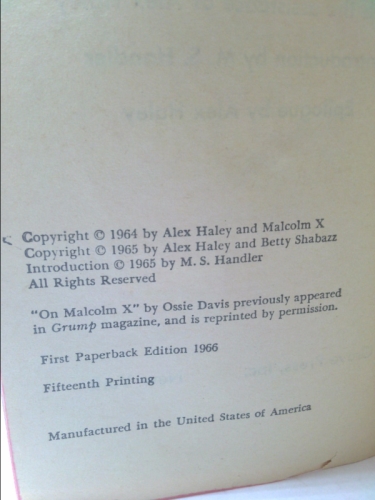 Copyright © 1964 by Alex Haley and Malcolm X
Copyright © 1965 by Alex Haley and Betty Shabazz
Introduction © 1965 by M. S. Handler
All Rights Reserved
"On Malcolm X" by Ossie Davis previously appeared
in Grump magazine, and is reprinted by permission.
First Paperback Edition 1966
Fifteenth Printing
Manufactured in the United States of America